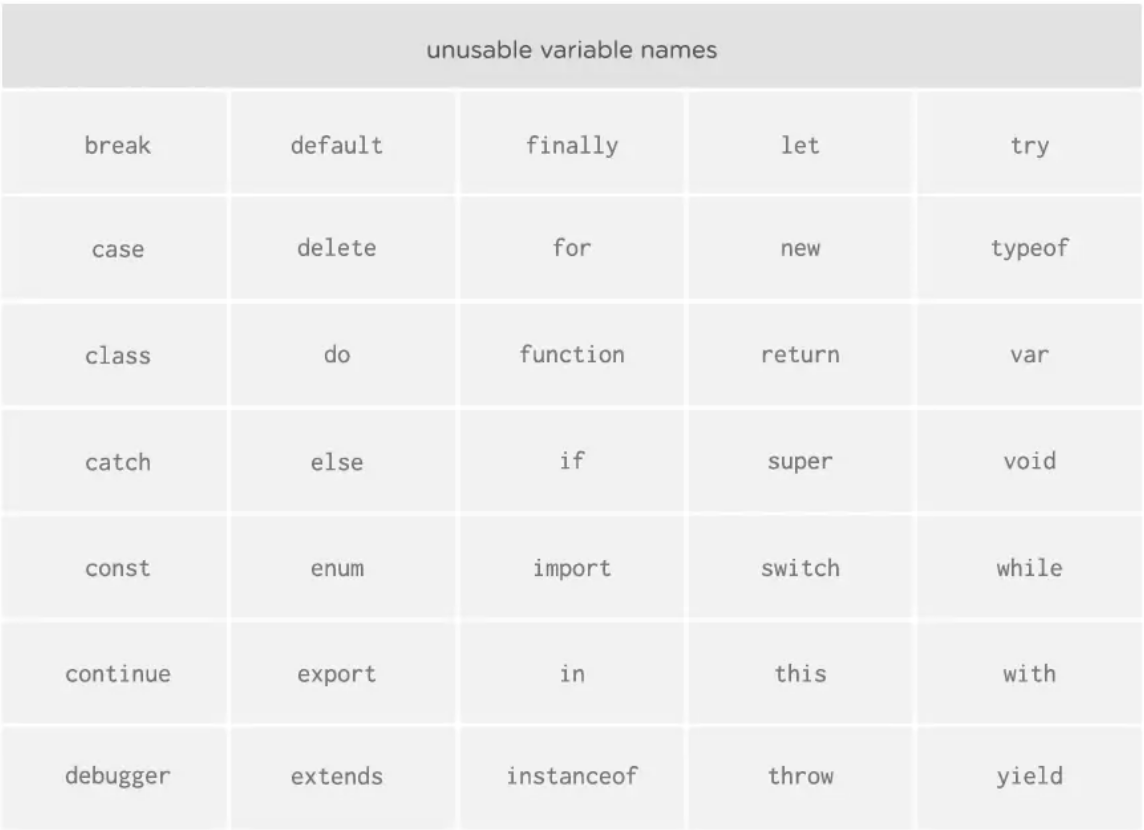 unusable variable names
break default finally let try
case delete for new typeof
class do function return var
catch else if super void
const enum import switch while
continue export in this with
debugger extends instanceof throw yield